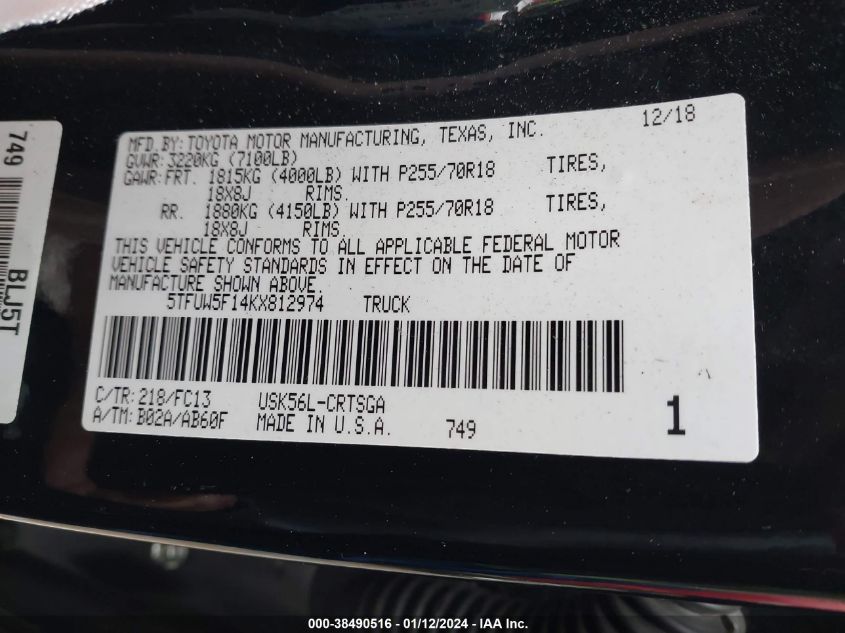 MFD.BY:TOYOTA MOTOR MANUFACTURING, TEXAS, INC. 12/18
GVWR:3220KG (7100LB)
GAWR:FRT. 1815KG (4000LB) WITH P255/70R18 TIRES,
18X8J RIMS.
RR. 1880KG (4150LB) WITH P255/70R18 TIRES,
18X8J RIMS.
THIS VEHICLE CONFORMS TO ALL APPLICABLE FEDERAL MOTOR
VEHICLE SAFETY STANDARDS IN EFFECT ON THE DATE OF
MANUFACTURE SHOWN ABOVE.
5TFUW5F14KX812974 TRUCK
C/TR:218/FC13 USK56L-CRTSGA
A/TM:B02A/AB60F MADE IN U.S.A. 749 1
749
BLJ5T
000-38490516 - 01/12/2024 - IAA Inc.